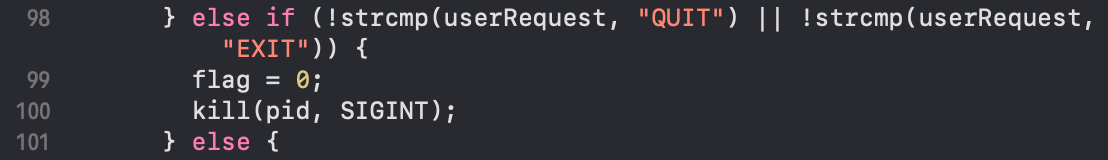 98 } else if (!strcmp(userRequest, "QUIT") || !strcmp(userRequest,
"EXIT")) {
99 flag = 0;
100 kill(pid, SIGINT);
101 } else {